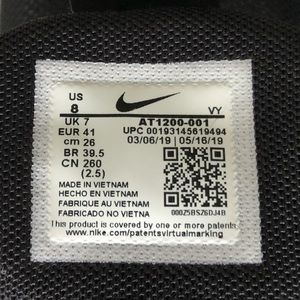 US
8
VY
UK 7
AT1200-001
EUR 41
UPC 00193145619494
cm 26
03/06/19 05/16/19
BR 39.5
CN 260
(2.5)
MADE IN VIETNAM
HECHO EN VIETNAM
FABRIQUE AU VIETNAM
FABRICADO NO VIETNA
000Z5BSZ6DJ4B
This product is covered by one or more patents
www.nike.com/patentsvirtualmarking